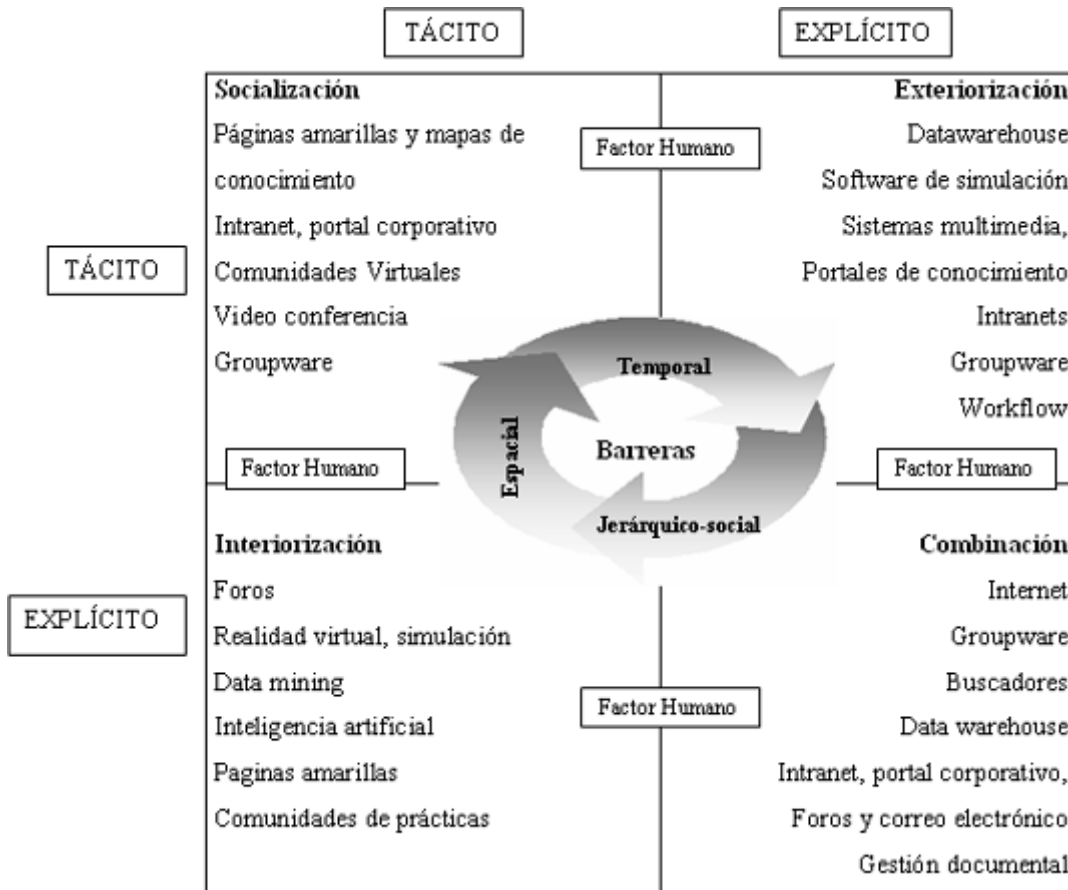 TÁCITO
EXPLÍCITO
TÁCITO
EXPLÍCITO
Socialización
Páginas amarillas y mapas de
conocimiento
Intranet, portal corporativo
Comunidades Virtuales
Video conferencia
Groupware
Exteriorización
Datawarehouse
Software de simulación
Sistemas multimedia,
Portales de conocimiento
Intranets
Groupware
Workflow
Factor Humano
Factor Humano
Factor Humano
Factor Humano
Temporal
Espacial
Barreras
Jerárquico-social
Interiorización
Foros
Realidad virtual, simulación
Data mining
Inteligencia artificial
Paginas amarillas
Comunidades de prácticas
Combinación
Internet
Groupware
Buscadores
Data warehouse
Intranet, portal corporativo,
Foros y correo electrónico
Gestión documental